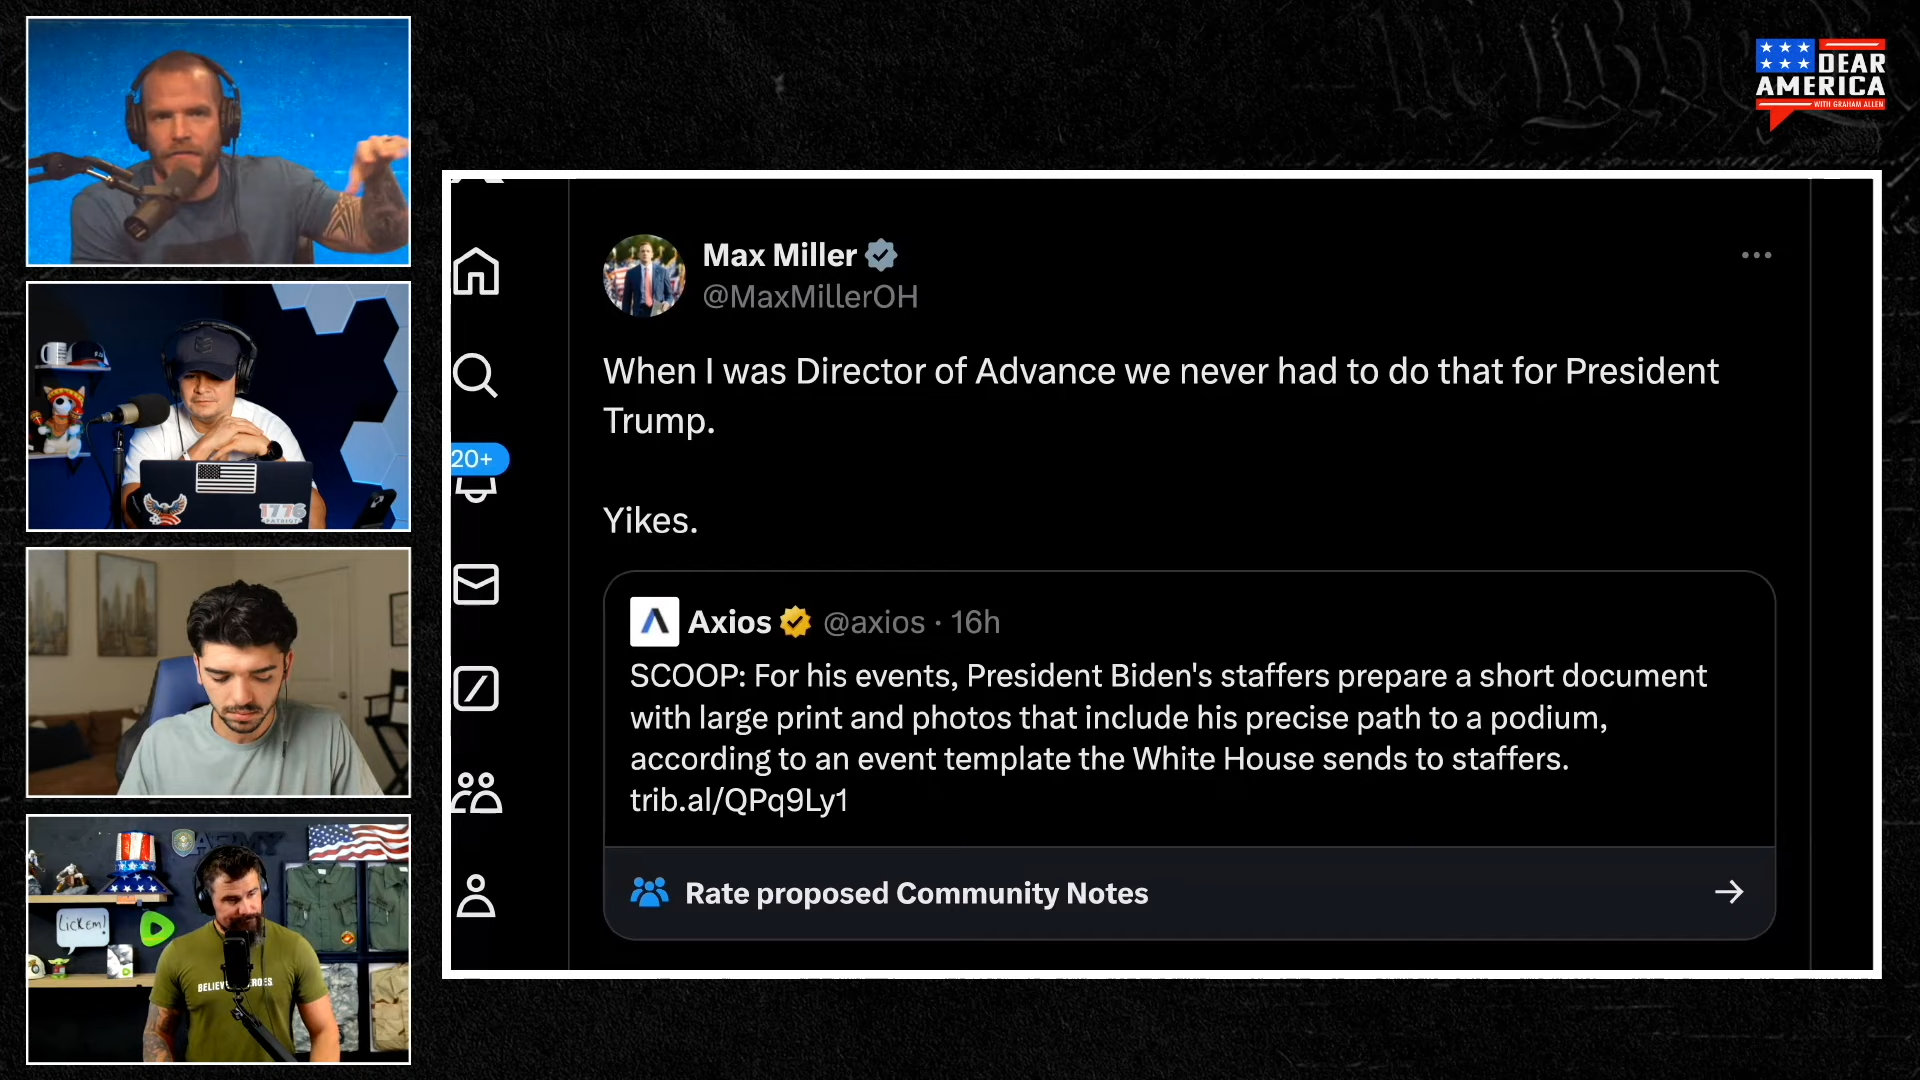 DEAR
AMERICA
WITH GRAHAM ALLEN
Max Miller
@MaxMillerOH
When I was Director of Advance we never had to do that for President
Trump.
Yikes.
20+
Axios @axios · 16h
SCOOP: For his events, President Biden's staffers prepare a short document
with large print and photos that include his precise path to a podium,
according to an event template the White House sends to staffers.
trib.al/QPq9Ly1
Rate proposed Community Notes
1776
PATRIOT
ARMY
Lickem!